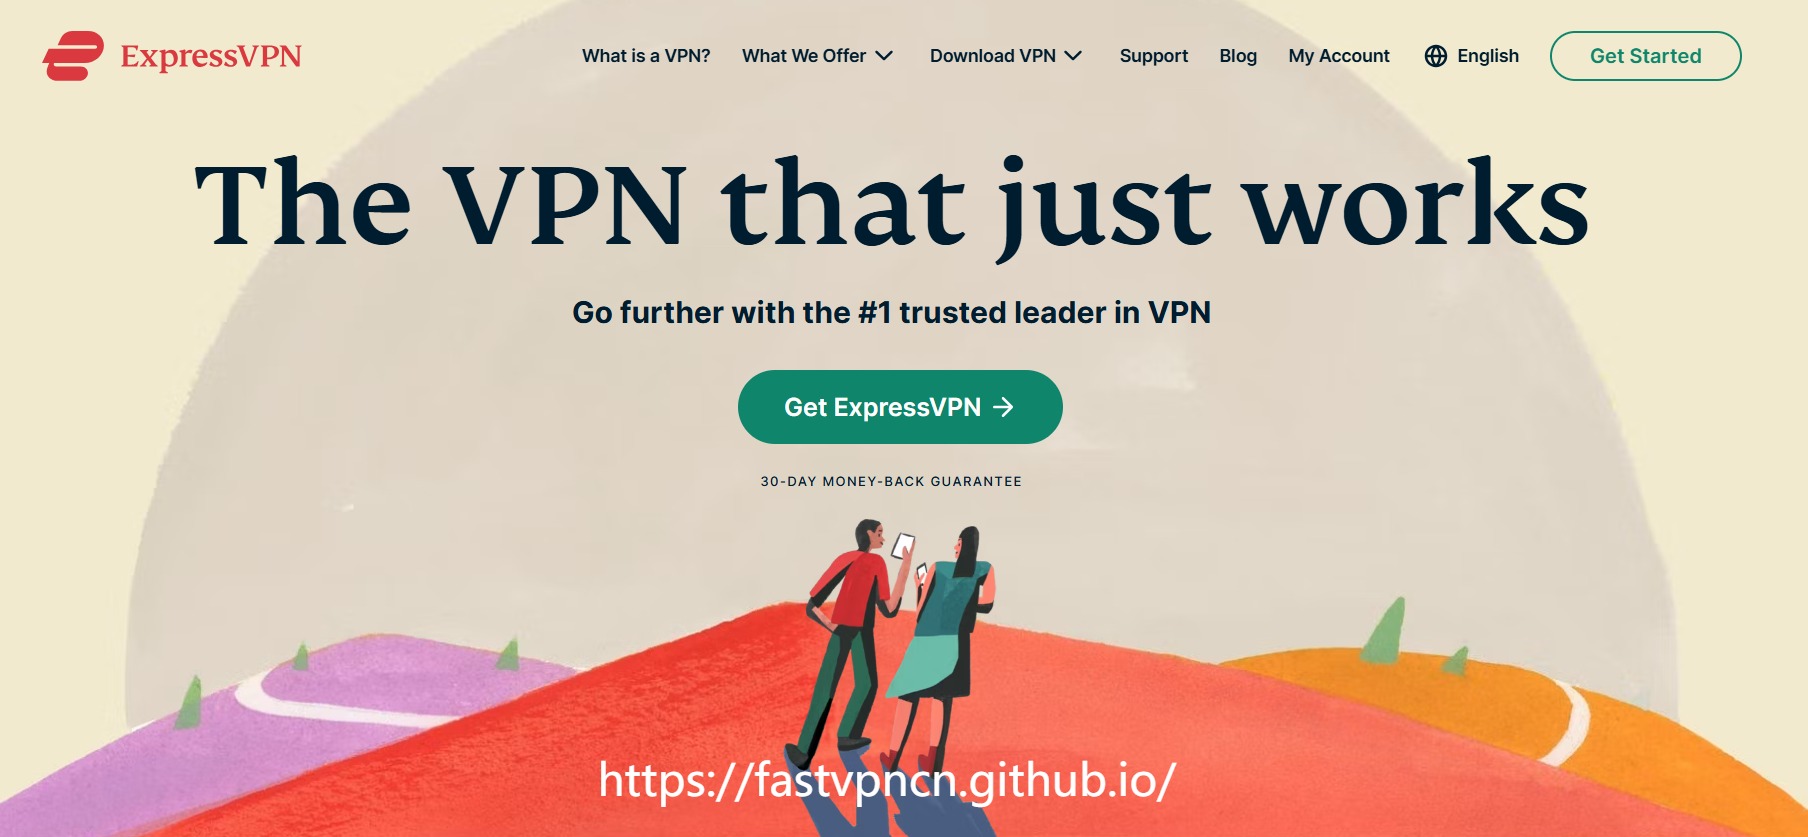 ExpressVPN
What is a VPN? What We Offer Download VPN Support Blog My Account English Get Started
The VPN that just works
Go further with the #1 trusted leader in VPN
Get ExpressVPN →
30-DAY MONEY-BACK GUARANTEE
https://fastvpncn.github.io/